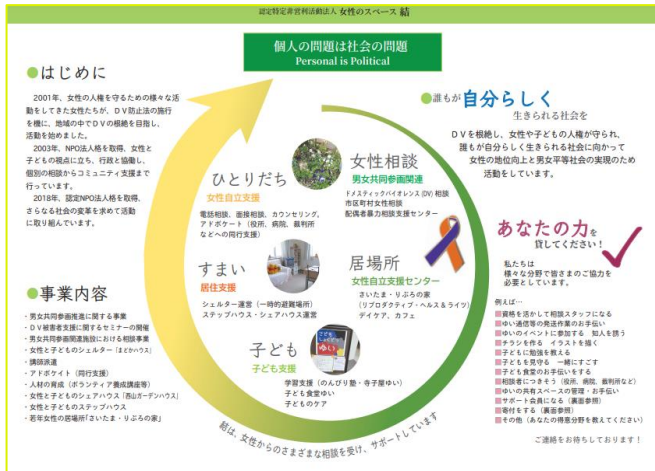 認定特定非営利活動法人 女性のスペース 結
個人の問題は社会の問題
Personal is Political
●はじめに
2001年、女性の人権を守るための様々な活
動をしてきた女性たちが、DV防止法の施行
を機に、地域の中でDVの根絶を目指し、
活動を始めました。
2003年、NPO法人格を取得、女性と
子どもの視点に立ち、行政と協働し、
個別の相談からコミュニティ支援まで
行っています。
2018年、認定NPO法人格を取得、
さらなる社会の変革を求めて活動
に取り組んでいます。
●事業内容
・男女共同参画推進に関する事業
・DV被害者支援に関するセミナーの開催
・男女共同参画関連施設における相談事業
・女性と子どものシェルター「まどかハウス」
・講師派遣
・アドボケイト（同行支援）
・人材の育成（ボランティア養成講座等）
・女性と子どものシェアハウス「西山ガーデンハウス」
・女性と子どものステップハウス
・若年女性の居場所「さいたま・りぷろの家」
ひとりだち
女性自立支援
電話相談、面接相談、カウンセリング、
アドボケート（役所、病院、裁判所
などへの同行支援）
女性相談
男女共同参画関連
ドメスティックバイオレンス(DV)相談
市区町村女性相談
配偶者暴力相談支援センター
すまい
居住支援
シェルター運営（一時的避難場所）
ステップハウス・シェアハウス運営
居場所
女性自立支援センター
さいたま・りぷろの家
（リプロダクティブ・ヘルス＆ライツ）
デイケア、カフェ
子ども
子ども支援
学習支援（のんびり塾・寺子屋ゆい）
子ども食堂ゆい
子どものケア
ゆい
結は、女性からのさまざまな相談を受け、サポートしています
●誰もが 自分らしく
生きられる社会を
DVを根絶し、女性や子どもの人権が守られ、
誰もが自分らしく生きられる社会に向かって
女性の地位向上と男女平等社会の実現のため
活動をしています。
あなたの力を
貸してください！
私たちは
様々な分野で皆さまのご協力を
必要としています。
例えば…
■資格を活かして相談スタッフになる
■ゆい通信等の発送作業のお手伝い
■ゆいのイベントに参加する 知人を誘う
■チラシを作る イラストを描く
■子どもに勉強を教える
■子どもを見守る 一緒にすごす
■子ども食堂のお手伝いをする
■相談者につきそう（役所、病院、裁判所など）
■ゆいの共有スペースの管理・お手伝い
■サポート会員になる（裏面参照）
■寄付をする（裏面参照）
■その他（あなたの得意分野を教えてください）
ご連絡をお待ちしております！